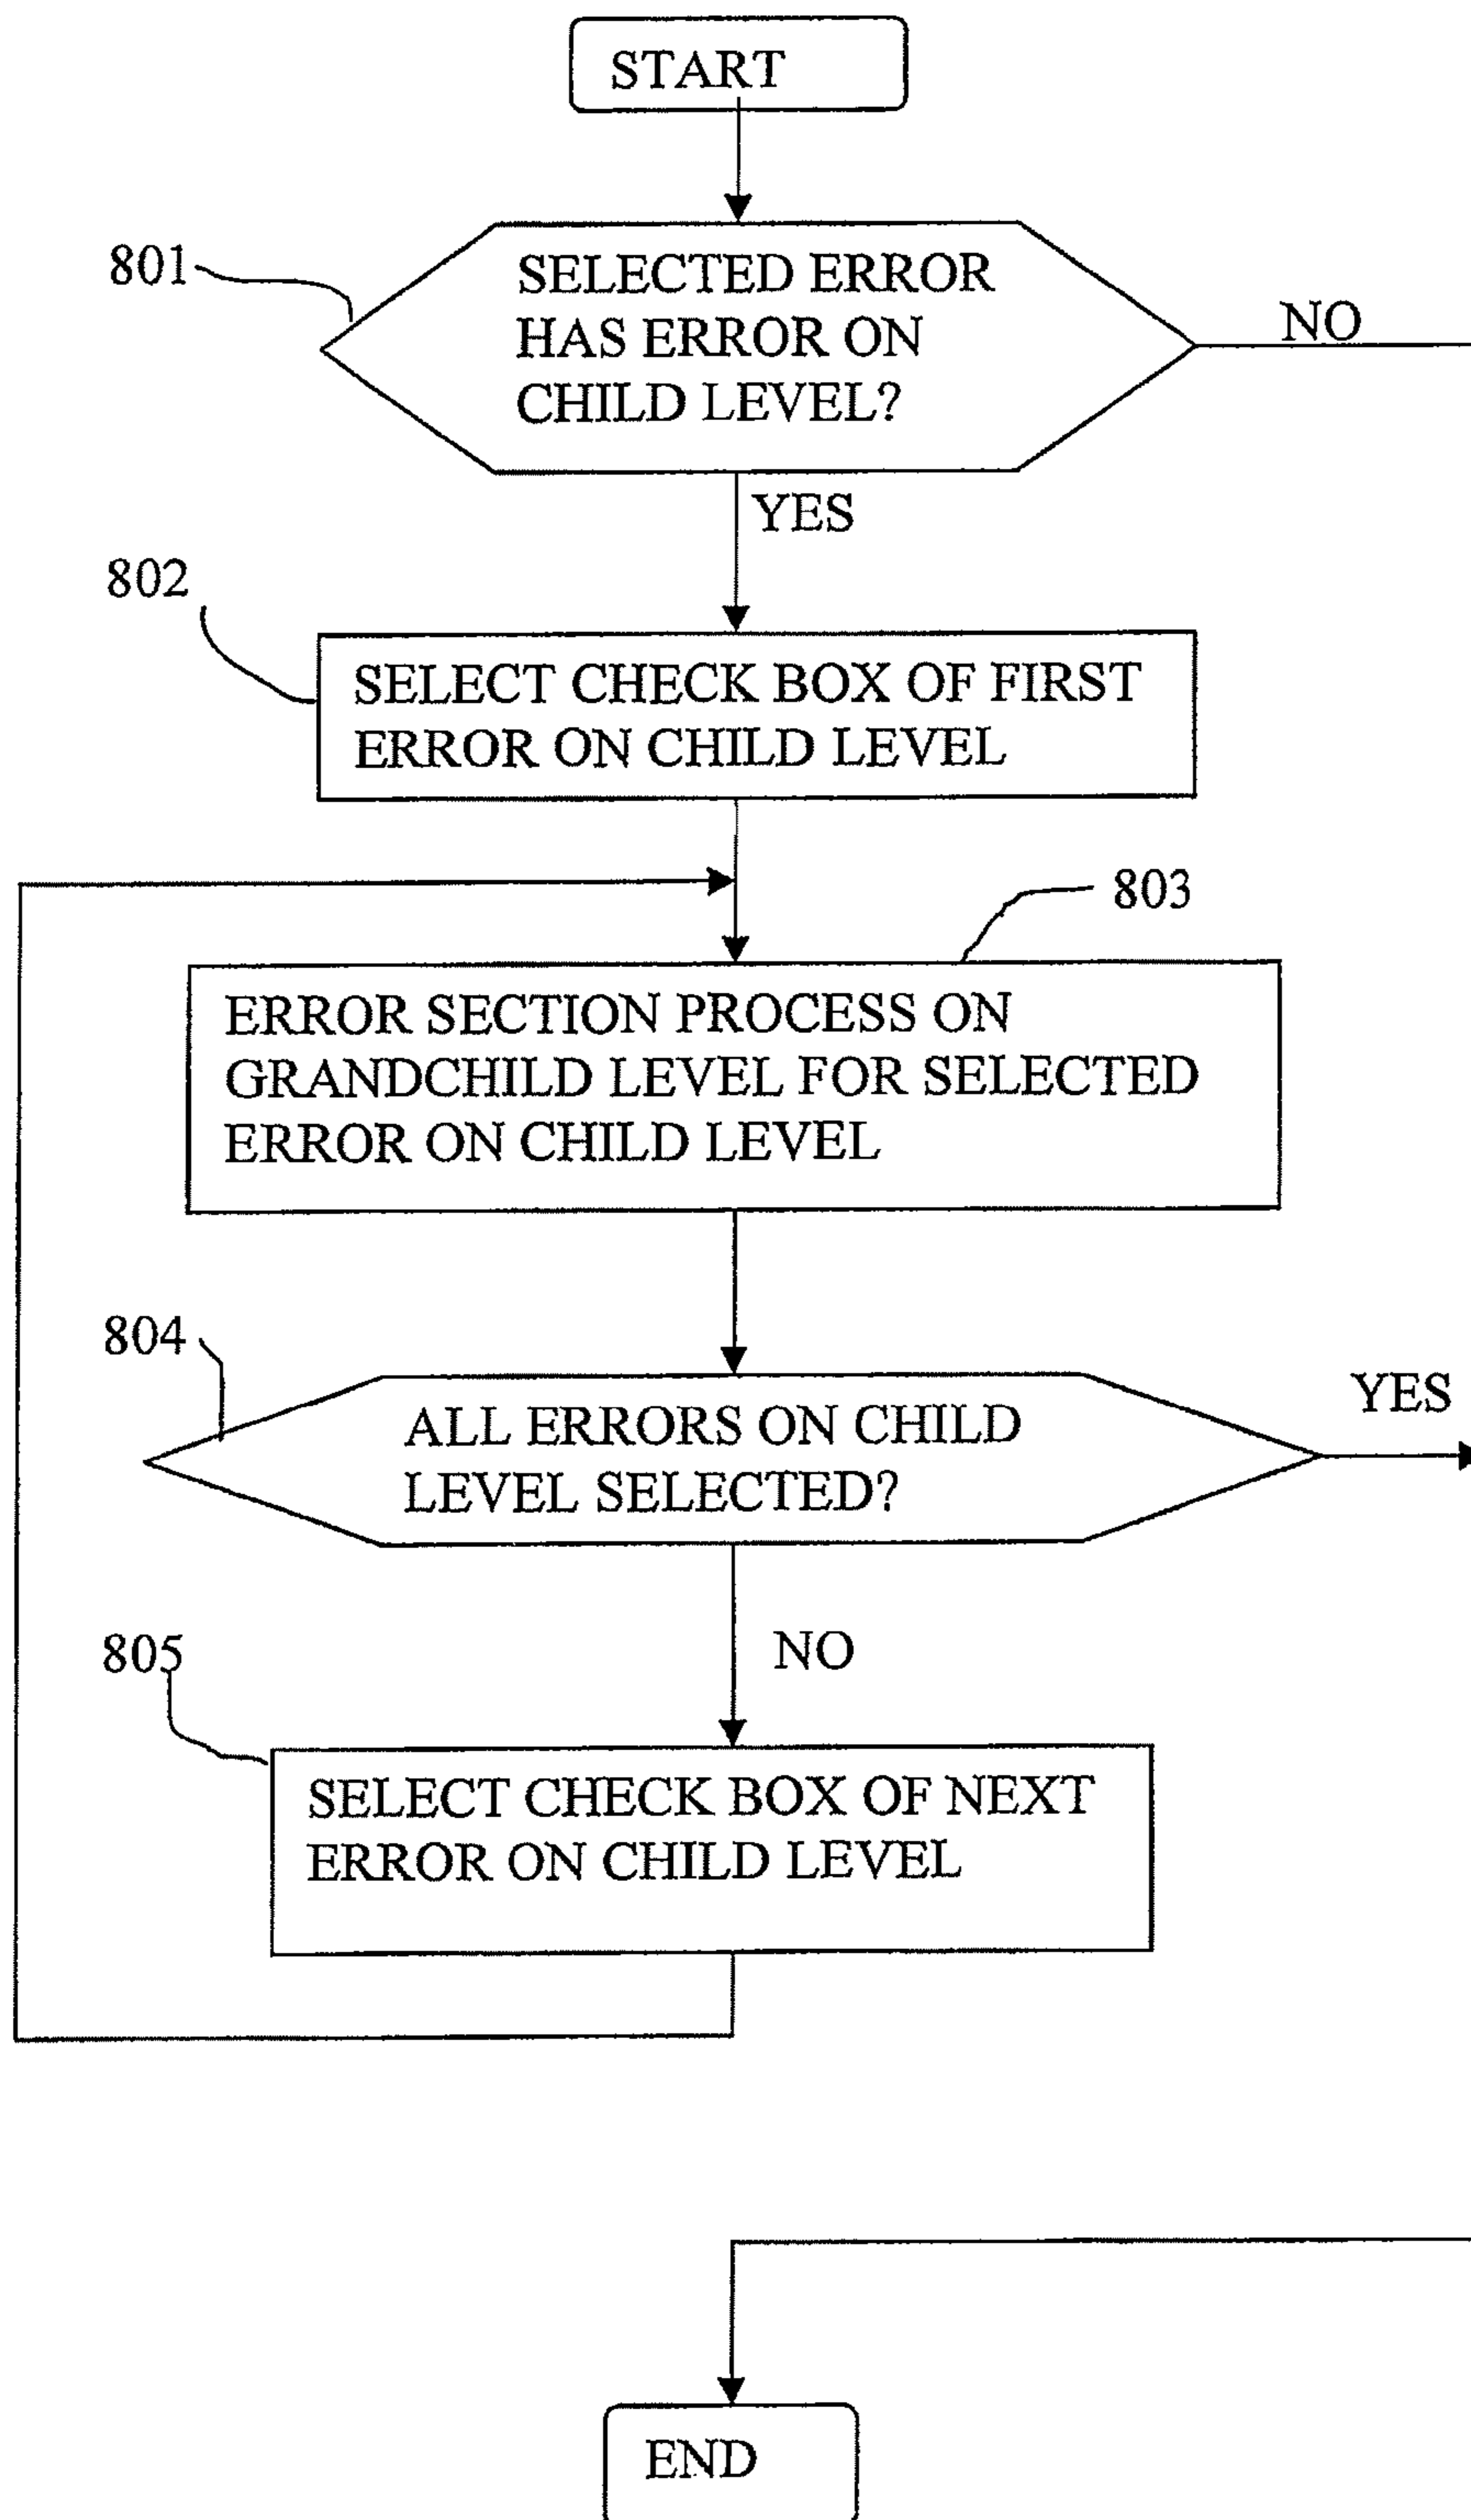 START
801
SELECTED ERROR
HAS ERROR ON
CHILD LEVEL?
NO
YES
802
SELECT CHECK BOX OF FIRST
ERROR ON CHILD LEVEL
803
ERROR SECTION PROCESS ON
GRANDCHILD LEVEL FOR SELECTED
ERROR ON CHILD LEVEL
804
ALL ERRORS ON CHILD
LEVEL SELECTED?
YES
NO
805
SELECT CHECK BOX OF NEXT
ERROR ON CHILD LEVEL
END